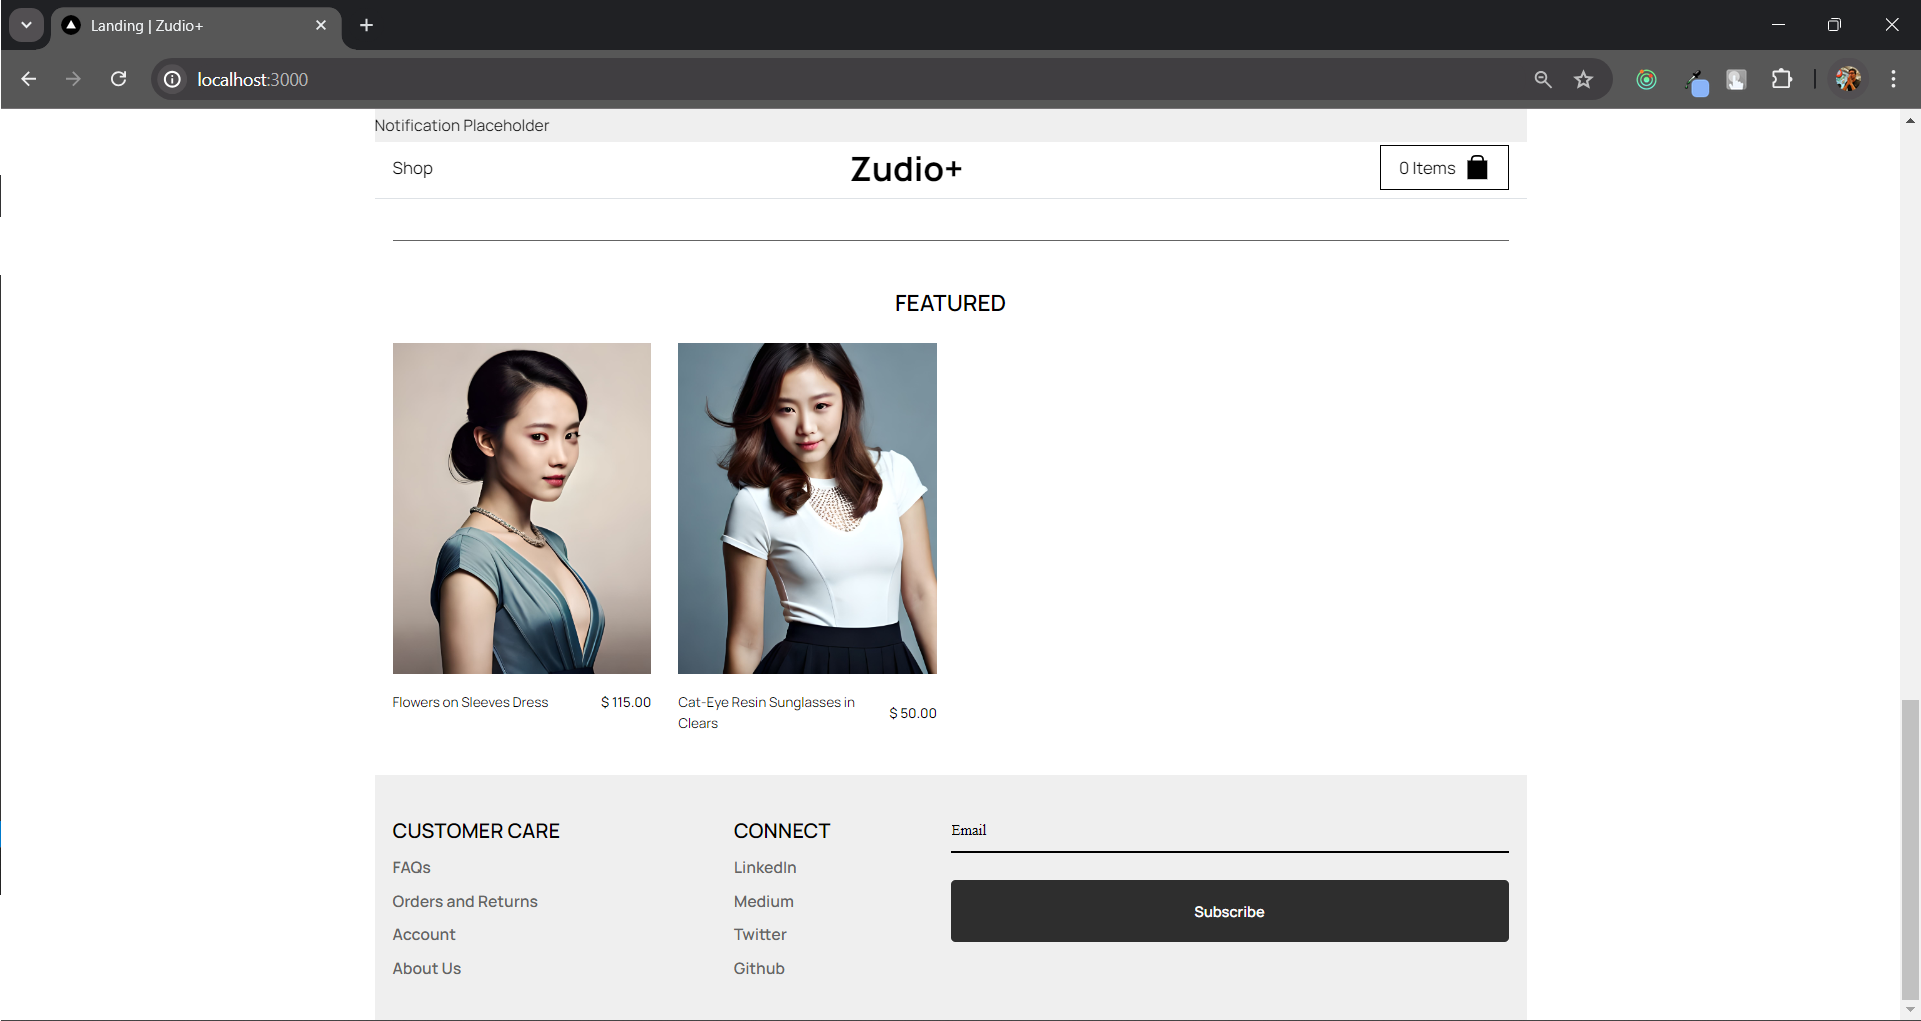 Landing | Zudio+
localhost:3000
Notification Placeholder
Shop
Zudio+
0 Items
FEATURED
Flowers on Sleeves Dress
$ 115.00
Cat-Eye Resin Sunglasses in
Clears
$ 50.00
CUSTOMER CARE
FAQs
Orders and Returns
Account
About Us
CONNECT
LinkedIn
Medium
Twitter
Github
Email
Subscribe